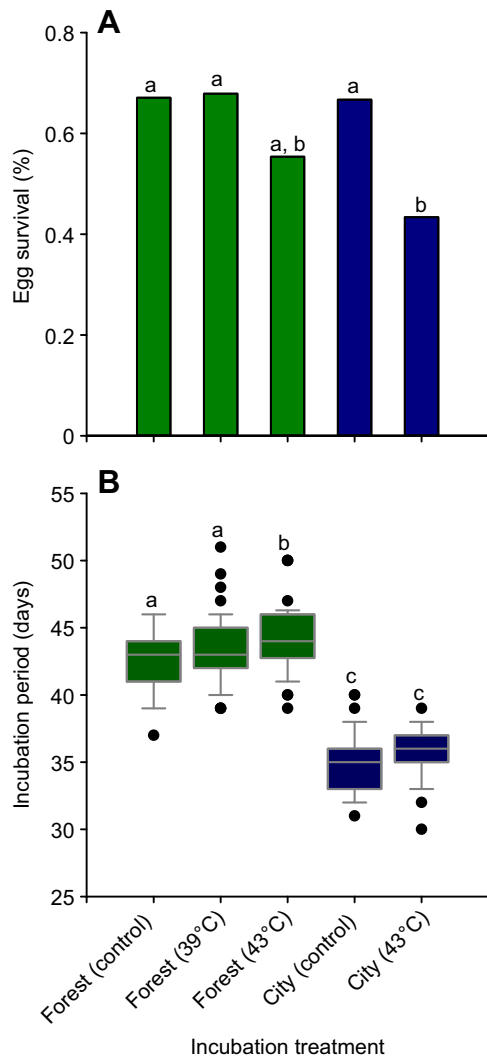 A
0.8
0.6
0.4
0.2
0
Egg survival (%)
a
a
a, b
a
b
B
55
50
45
40
35
30
25
Incubation period (days)
a
a
b
c
c
Forest (control)
Forest (39°C)
Forest (43°C)
City (control)
City (43°C)
Incubation treatment